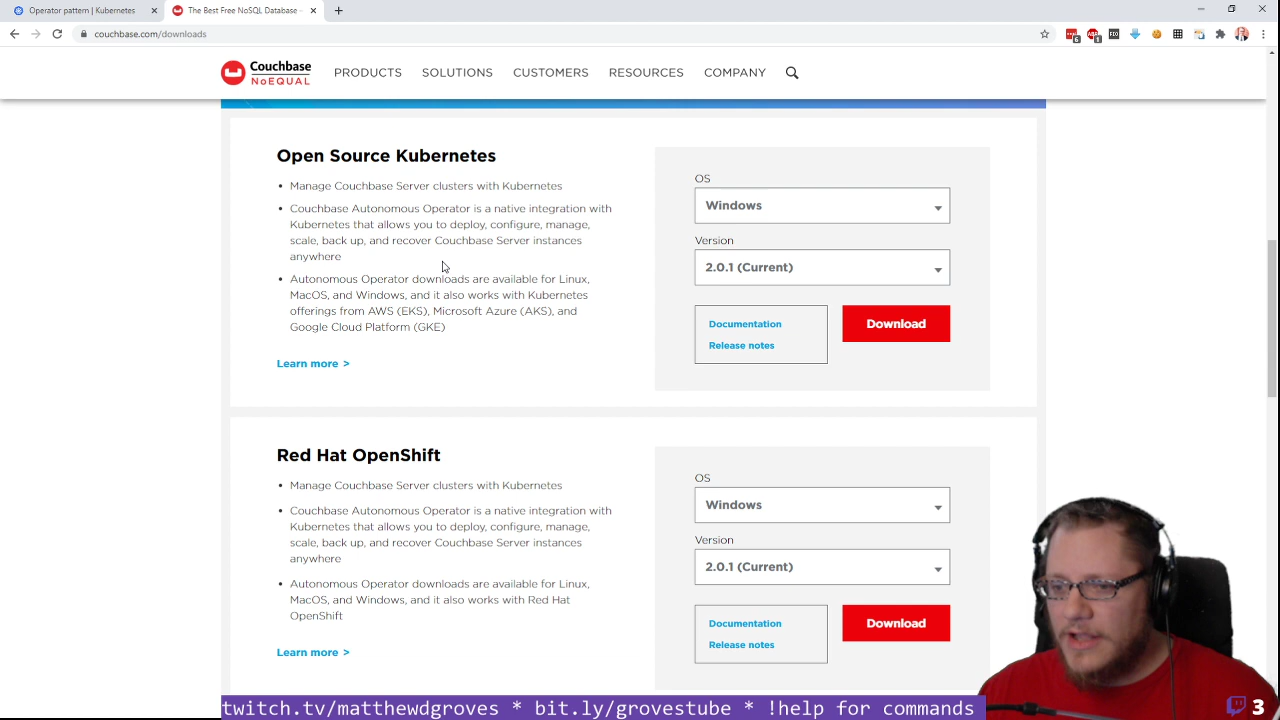 Operator pattern | Kubernetes
The Best Free NoSQL Database -
couchbase.com/downloads
Couchbase
NoEQUAL
PRODUCTS
SOLUTIONS
CUSTOMERS
RESOURCES
OMPANY
Open Source Kubernetes
Manage Couchbase Server clusters with Kubernetes
Couchbase Autonomous Operator is a native integration with
Kubernetes that allows you to deploy, configure, manage,
scale, back up, and recover Couchbase Server instances
anywhere
Autonomous Operator downloads are available for Linux,
MacOS, and Windows, and it also works with Kubernetes
offerings from AWS (EKS), Microsoft Azure (AKS), and
Google Cloud Platform (GKE)
Learn more >
OS
Windows
Version
2.0.1 (Current)
Documentation
Release notes
Download
Red Hat OpenShift
Manage Couchbase Server clusters with Kubernetes
Couchbase Autonomous Operator is a native integration with
Kubernetes that allows you to deploy, configure, manage,
scale, back up, and recover Couchbase Server instances
anywhere
Autonomous Operator downloads are available for Linux,
MacOS, and Windows, and it also works with Red Hat
OpenShift
Learn more >
OS
Windows
Version
2.0.1 (Current)
Documentation
Release notes
Download
twitch.tv/matthewdgroves * bit.ly/grovestube * !help for commands
3